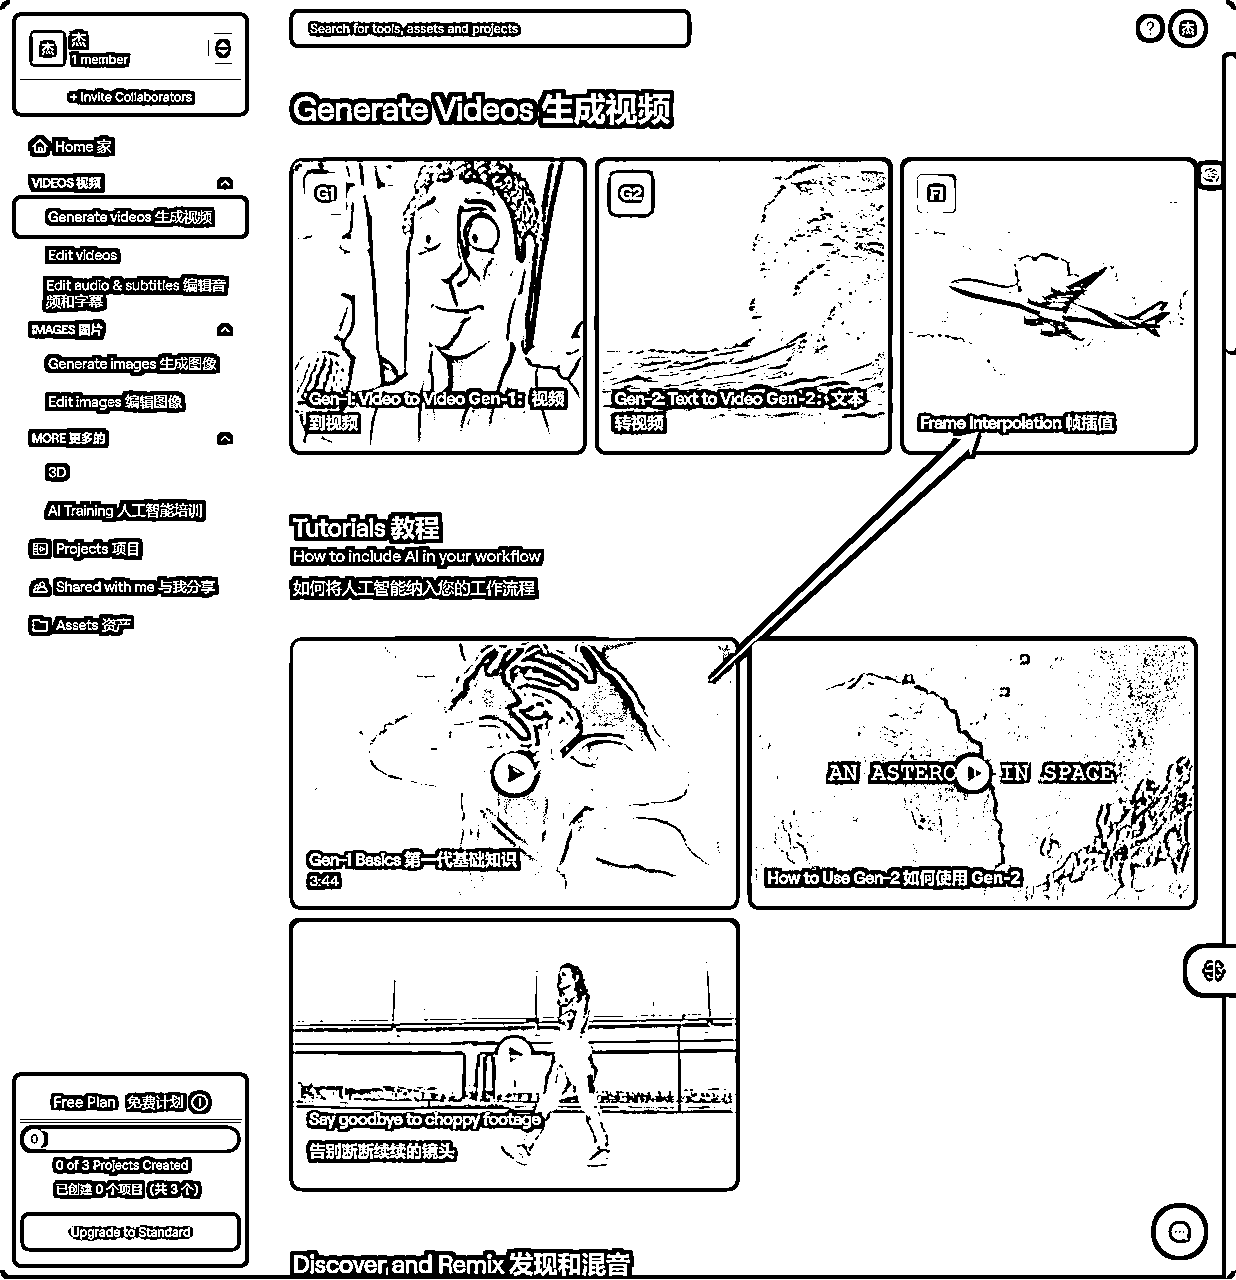 杰
杰
1 member
+ Invite Collaborators
Home 家
VIDEOS 视频
Generate videos 生成视频
Edit videos
Edit audio & subtitles 编辑音
频和字幕
IMAGES 图片
Generate images 生成图像
Edit images 编辑图像
MORE 更多的
3D
AI Training 人工智能培训
Projects 项目
Shared with me 与我分享
Assets 资产
Free Plan 免费计划
0
0 of 3 Projects Created
已创建 0 个项目 (共 3 个)
Upgrade to Standard
Search for tools, assets and projects
?
杰
Generate Videos 生成视频
G1
Gen-1: Video to Video Gen-1：视频
到视频
G2
Gen-2: Text to Video Gen-2：文本
转视频
FI
Frame Interpolation 帧插值
Tutorials 教程
How to include AI in your workflow
如何将人工智能纳入您的工作流程
Gen-1 Basics 第一代基础知识
3:44
AN ASTERO IN SPACE
How to Use Gen-2 如何使用 Gen-2
Say goodbye to choppy footage
告别断断续续的镜头
Discover and Remix 发现和混音